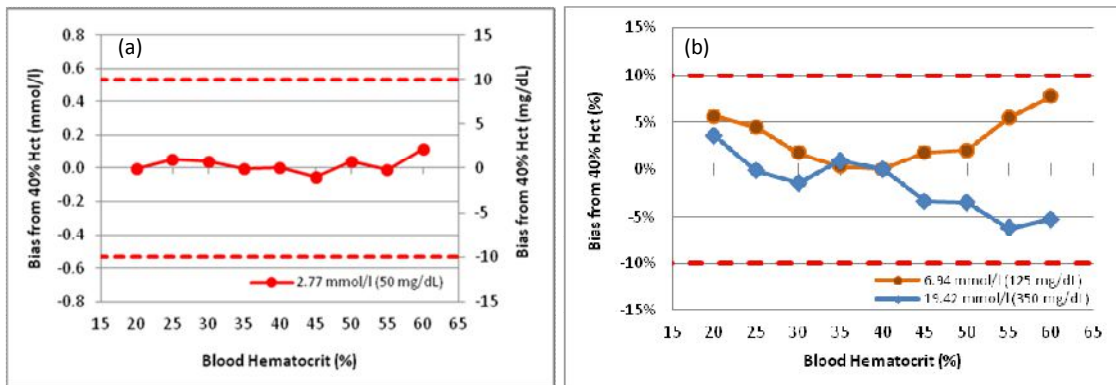 (a)
Bias from 40% Hct (mmol/l)
0.8
0.6
0.4
0.2
0.0
-0.2
-0.4
-0.6
-0.8
15
10
5
0
-5
-10
-15
Bias from 40% Hct (mg/dL)
2.77 mmol/l (50 mg/dL)
15 20 25 30 35 40 45 50 55 60 65
Blood Hematocrit (%)
(b)
Bias from 40% Hct (%)
15%
10%
5%
0%
-5%
-10%
-15%
6.94 mmol/l (125 mg/dL)
19.42 mmol/l (350 mg/dL)
15 20 25 30 35 40 45 50 55 60 65
Blood Hematocrit (%)